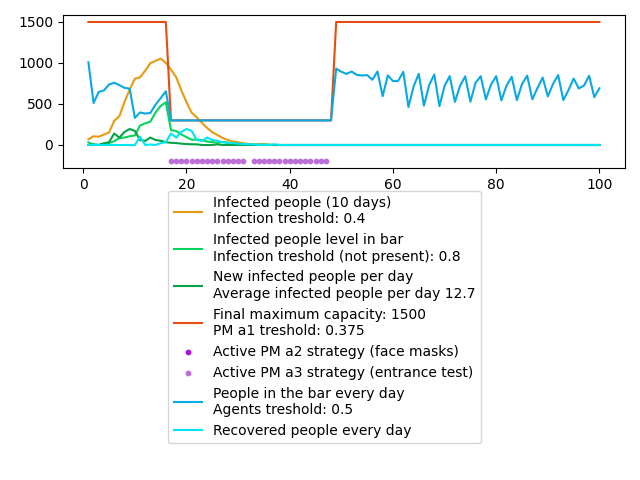 1500
1000
500
0
0 20 40 60 80 100
Infected people (10 days)
Infection treshold: 0.4
Infected people level in bar
Infection treshold (not present): 0.8
New infected people per day
Average infected people per day 12.7
Final maximum capacity: 1500
PM a1 treshold: 0.375
Active PM a2 strategy (face masks)
Active PM a3 strategy (entrance test)
People in the bar every day
Agents treshold: 0.5
Recovered people every day